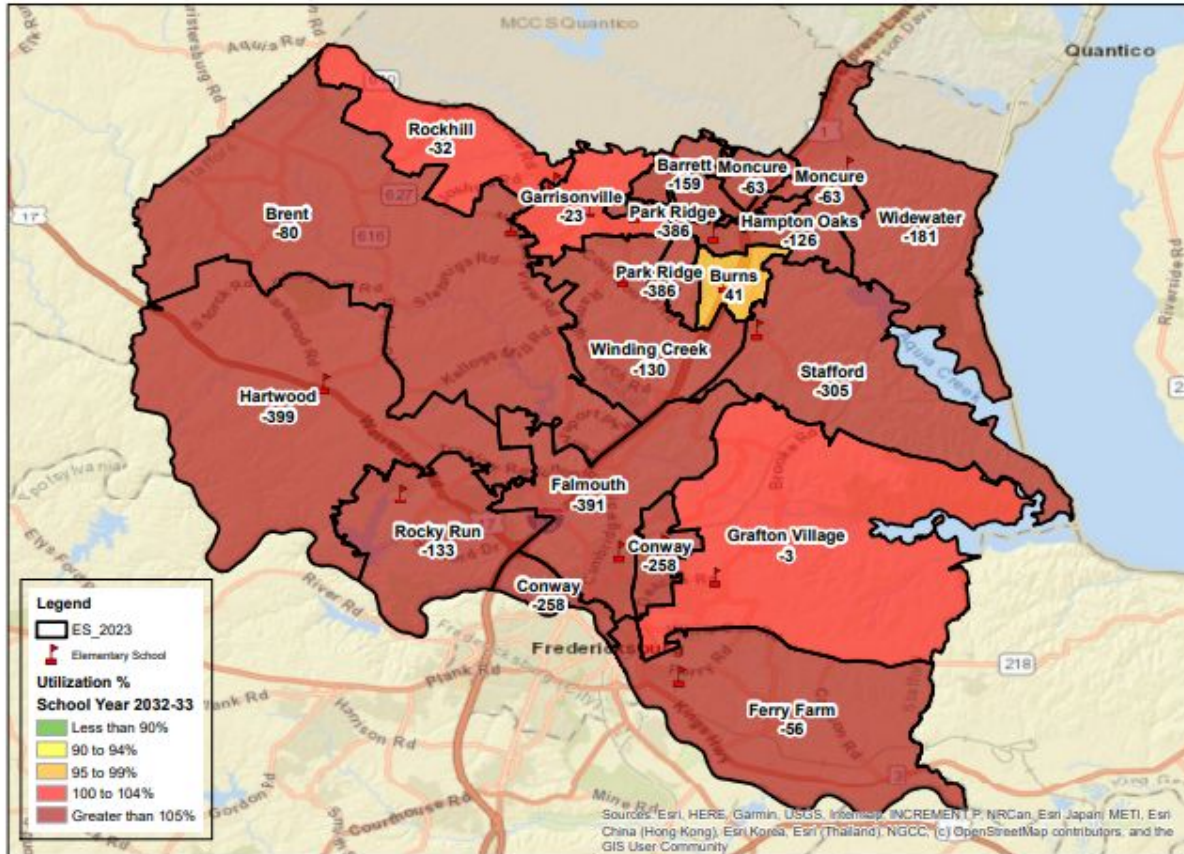 MCCS Quantico
Quantico
Aquia Rd
Rockhill
-32
Barrett
-159
Moncure
-63
Moncure
-63
1
627
Garrisonville
-23
Park Ridge
-386
Hampton Oaks
-126
Widewater
-181
17
Brent
-80
616
Park Ridge
-386
Burns
41
Winding Creek
-130
Stafford
-305
Aquia Creek
Riverside Rd
Hartwood
-399
Falmouth
-391
Rocky Run
-133
Grafton Village
-3
Conway
-258
Conway
-258
River Rd
Fredericksburg
218
Plank Rd
Harrison Rd
Ferry Farm
-56
Gordon Rd
Courthouse Rd
Mine Rd
3
Legend
ES_2023
Elementary School
Utilization %
School Year 2032-33
Less than 90%
90 to 94%
95 to 99%
100 to 104%
Greater than 105%
Sources: Esri, HERE, Garmin, USGS, Intermap, INCREMENT P, NRCan, Esri Japan, METI, Esri
China (Hong Kong), Esri Korea, Esri (Thailand), NGCC, (c) OpenStreetMap contributors, and the
GIS User Community